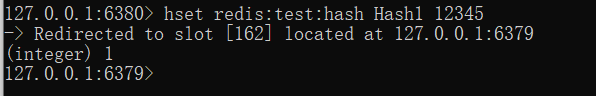 127.0.0.1:6380> hset redis:test:hash Hash1 12345
-> Redirected to slot [162] located at 127.0.0.1:6379
(integer) 1
127.0.0.1:6379>